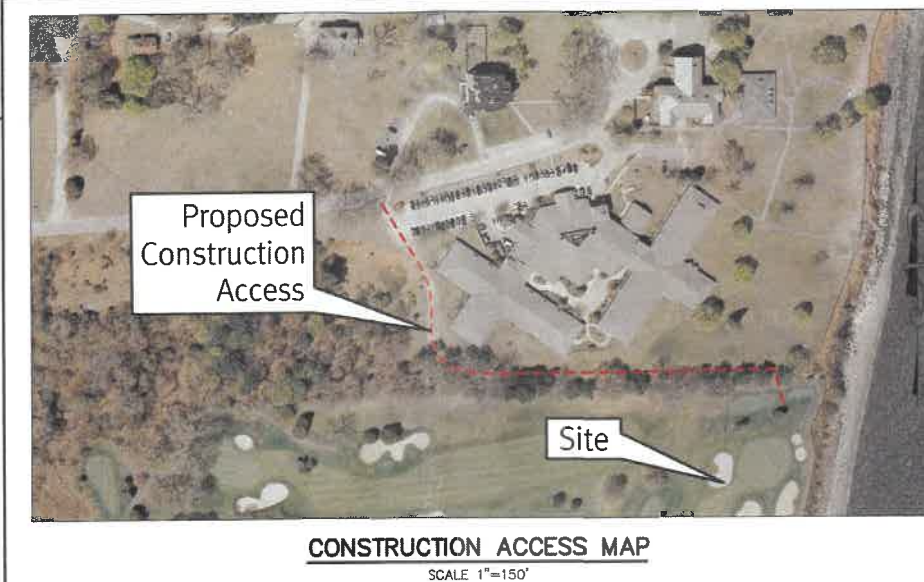 Proposed
Construction
Access
Site
CONSTRUCTION ACCESS MAP
SCALE 1"=150'